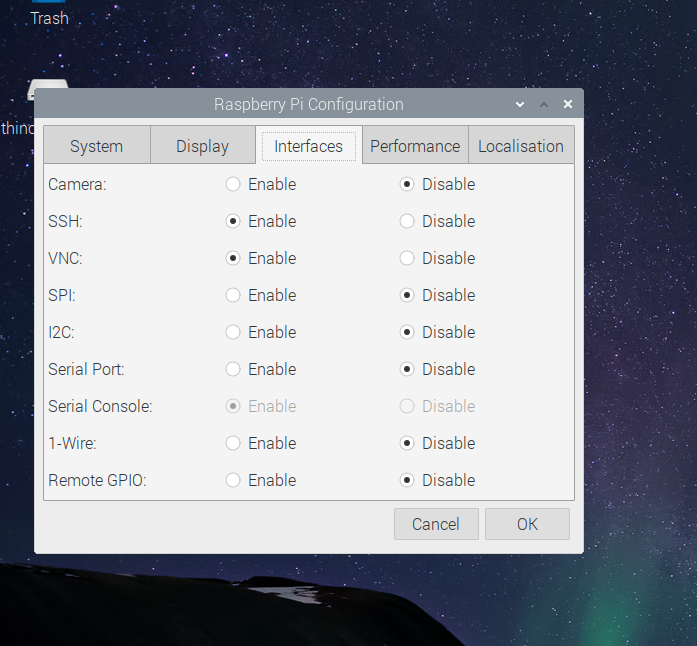 Trash
Raspberry Pi Configuration
System Display Interfaces Performance Localisation
Camera: Enable Disable
SSH: Enable Disable
VNC: Enable Disable
SPI: Enable Disable
I2C: Enable Disable
Serial Port: Enable Disable
Serial Console: Enable Disable
1-Wire: Enable Disable
Remote GPIO: Enable Disable
Cancel OK